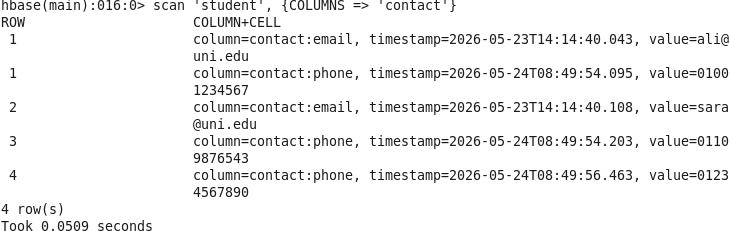 hbase(main):016:0> scan 'student', {COLUMNS => 'contact'}
ROW                     COLUMN+CELL
 1                      column=contact:email, timestamp=2026-05-23T14:14:40.043, value=ali@
                        uni.edu
 1                      column=contact:phone, timestamp=2026-05-24T08:49:54.095, value=0100
                        1234567
 2                      column=contact:email, timestamp=2026-05-23T14:14:40.108, value=sara
                        @uni.edu
 3                      column=contact:phone, timestamp=2026-05-24T08:49:54.203, value=0110
                        9876543
 4                      column=contact:phone, timestamp=2026-05-24T08:49:56.463, value=0123
                        4567890
4 row(s)
Took 0.0509 seconds